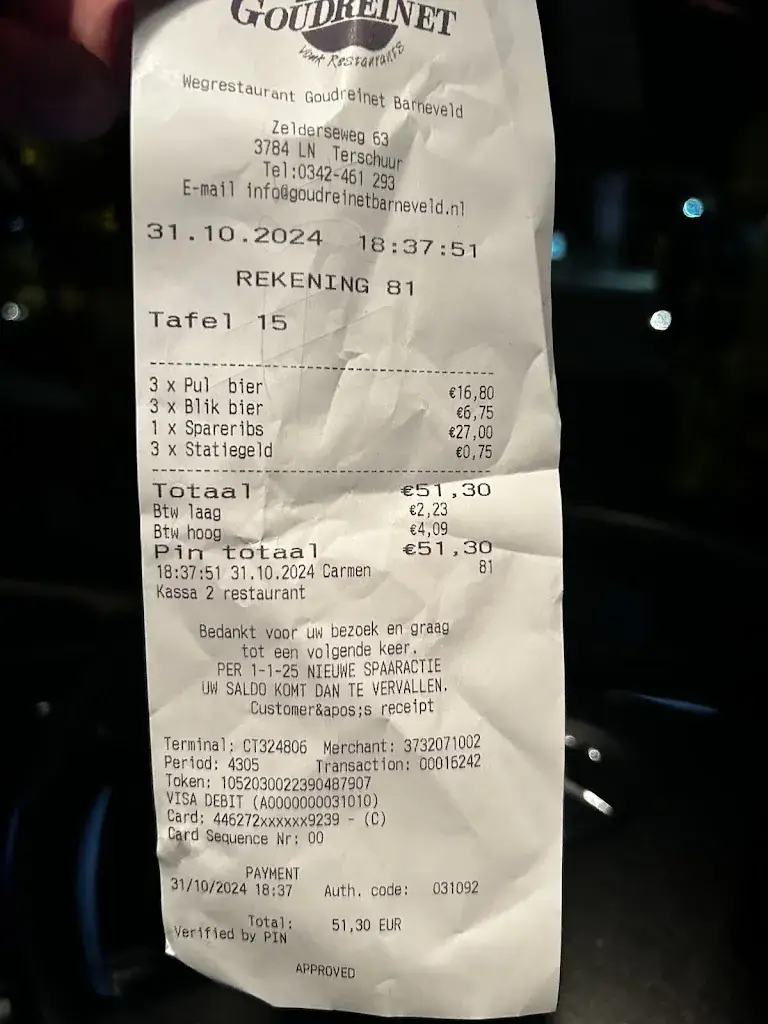 GOUDREINET
Restaurants
Wegrestaurant Goudreinet Barneveld
Zelderseweg 63
3784 LN Terschuur
Tel:0342-461 293
E-mail info@goudreinetbarneveld.nl
31.10.2024 18:37:51
REKENING 81
Tafel 15
3 x Pul bier €16,80
3 x Blik bier €6,75
1 x Spareribs €27,00
3 x Statiegeld €0,75
Totaal €51,30
Btw laag €2,23
Btw hoog €4,09
Pin totaal €51,30
18:37:51 31.10.2024 Carmen 81
Kassa 2 restaurant
Bedankt voor uw bezoek en graag
tot een volgende keer.
PER 1-1-25 NIEUWE SPAARACTIE
UW SALDO KOMT DAN TE VERVALLEN.
Customer&apos;s receipt
Terminal: CT324806 Merchant: 3732071002
Period: 4305 Transaction: 00016242
Token: 1052030022390487907
VISA DEBIT (A0000000031010)
Card: 446272xxxxxx9239 - (C)
Card Sequence Nr: 00
PAYMENT
31/10/2024 18:37 Auth. code: 031092
Total: 51,30 EUR
Verified by PIN
APPROVED